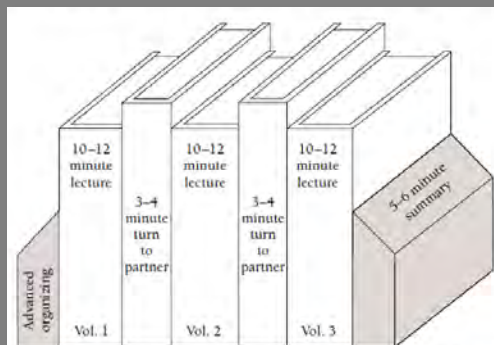 Advanced
organizing
10–12
minute
lecture
Vol. 1
3–4
minute
turn
to
partner
10–12
minute
lecture
Vol. 2
3–4
minute
turn
to
partner
10–12
minute
lecture
Vol. 3
5–6 minute
summary